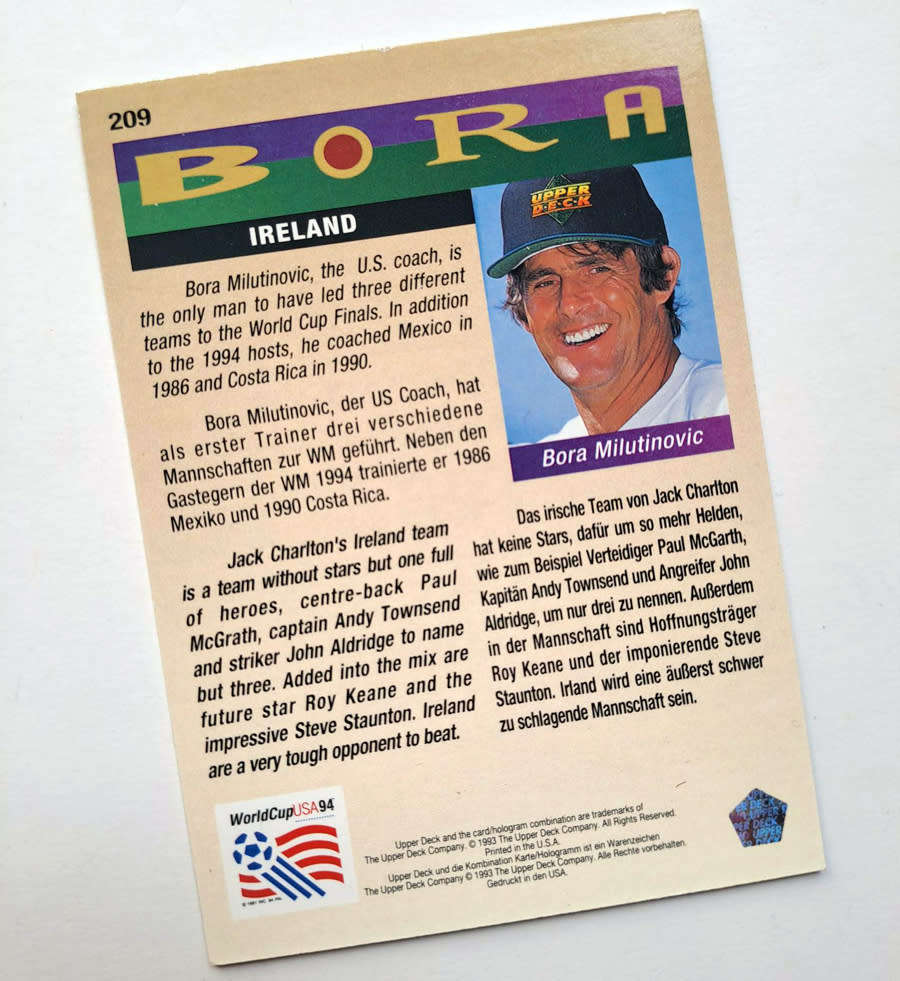 209
BORA
IRELAND
UPPER
DECK
Bora Milutinovic
Bora Milutinovic, the U.S. coach, is
the only man to have led three different
teams to the World Cup Finals. In addition
to the 1994 hosts, he coached Mexico in
1986 and Costa Rica in 1990.
Bora Milutinovic, der US Coach, hat
als erster Trainer drei verschiedene
Mannschaften zur WM geführt. Neben den
Gastegern der WM 1994 trainierte er 1986
Mexiko und 1990 Costa Rica.
Jack Charlton's Ireland team
is a team without stars but one full
of heroes, centre-back Paul
McGrath, captain Andy Townsend
and striker John Aldridge to name
but three. Added into the mix are
future star Roy Keane and the
impressive Steve Staunton. Ireland
are a very tough opponent to beat.
Das irische Team von Jack Charlton
hat keine Stars, dafür um so mehr Helden,
wie zum Beispiel Verteidiger Paul McGarth,
Kapitän Andy Townsend und Angreifer John
Aldridge, um nur drei zu nennen. Außerdem
in der Mannschaft sind Hoffnungsträger
Roy Keane und der imponierende Steve
Staunton. Irland wird eine äußerst schwer
zu schlagende Mannschaft sein.
WorldCupUSA94
Upper Deck and the card/hologram combination are trademarks of
The Upper Deck Company. © 1993 The Upper Deck Company. All Rights Reserved.
Printed in the U.S.A.
Upper Deck und die Kombination Karte/Hologramm ist ein Warenzeichen
The Upper Deck Company © 1993 The Upper Deck Company. Alle Rechte vorbehalten.
Gedruckt in den USA.
UPPER
DECK
UPPER
DECK